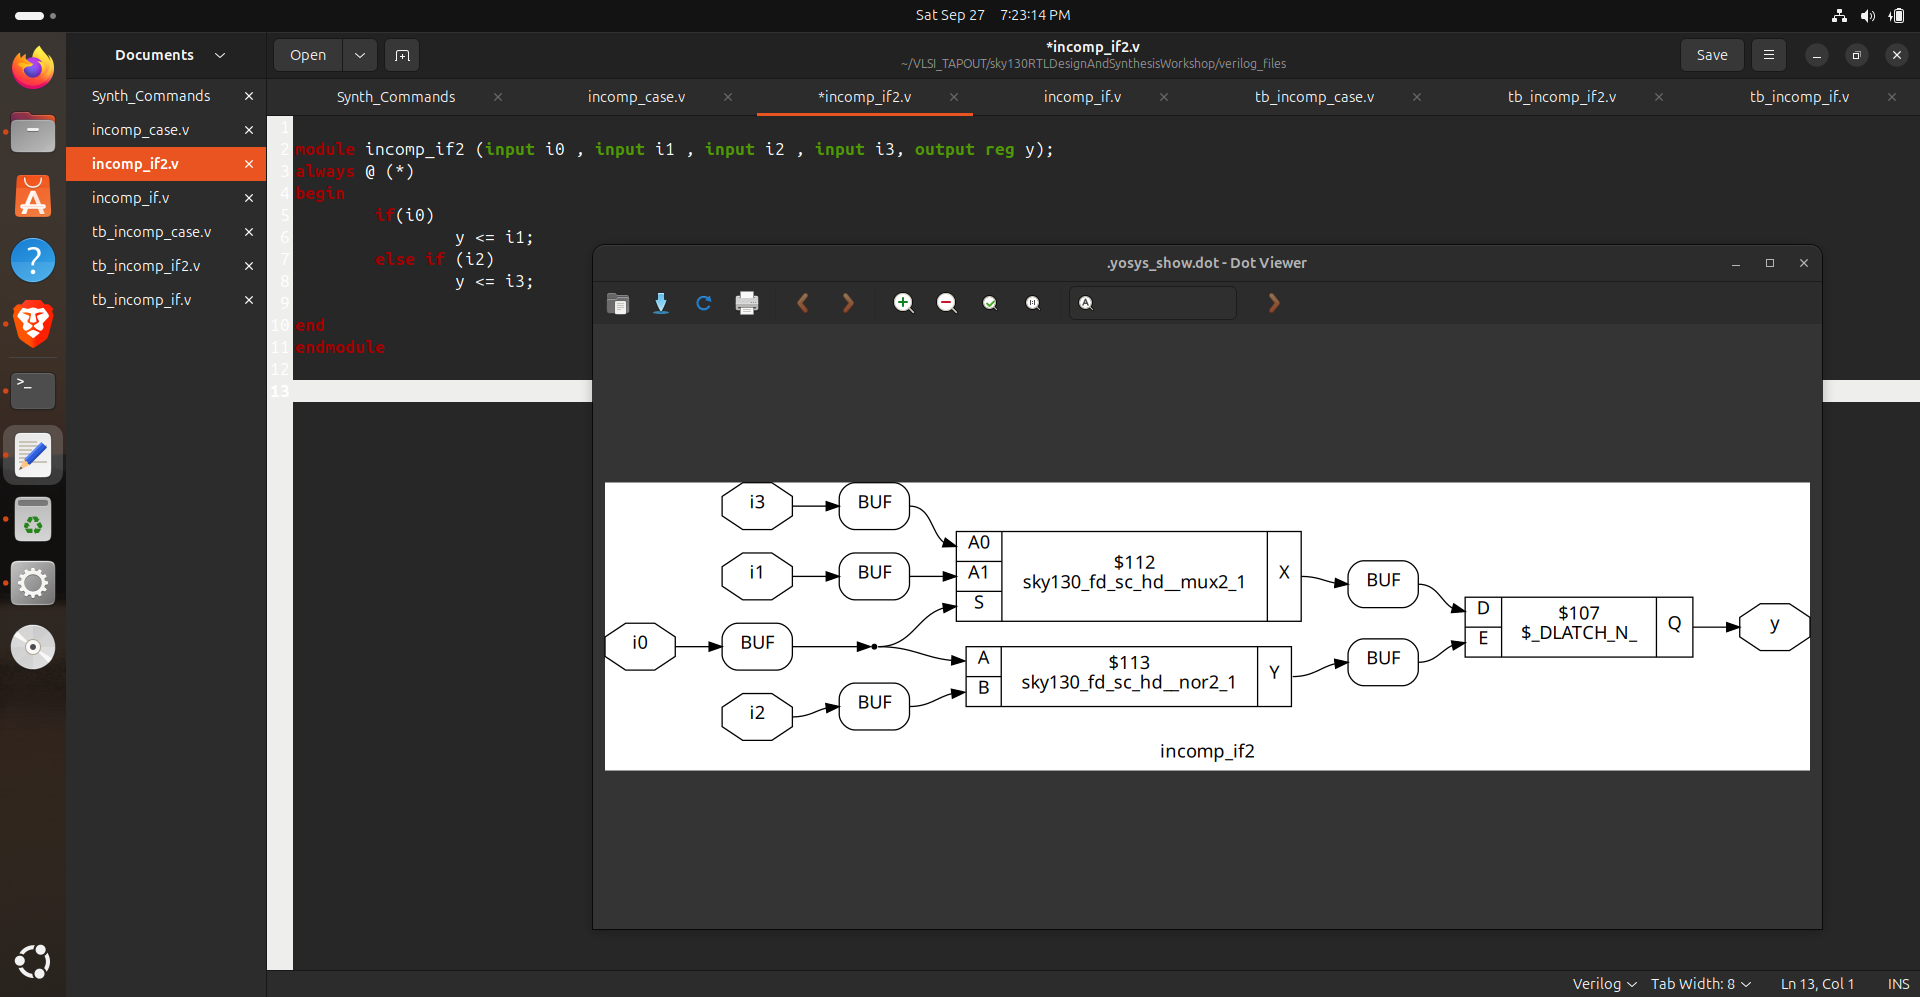 Sat Sep 27 7:23:14 PM
Documents
Open
*incomp_if2.v
~/VLSI_TAPOUT/sky130RTLDesignAndSynthesisWorkshop/verilog_files
Save
Synth_Commands
incomp_case.v
incomp_if2.v
incomp_if.v
tb_incomp_case.v
tb_incomp_if2.v
tb_incomp_if.v
Synth_Commands
incomp_case.v
*incomp_if2.v
incomp_if.v
tb_incomp_case.v
tb_incomp_if2.v
tb_incomp_if.v
1
2 module incomp_if2 (input i0 , input i1 , input i2 , input i3, output reg y);
3 always @ (*)
4 begin
5 if(i0)
6 y <= i1;
7 else if (i2)
8 y <= i3;
9
10 end
11 endmodule
12
13
.yosys_show.dot - Dot Viewer
i3
BUF
i1
BUF
i0
BUF
i2
BUF
A0
A1
S
$112
sky130_fd_sc_hd__mux2_1
X
A
B
$113
sky130_fd_sc_hd__nor2_1
Y
BUF
BUF
D
E
$107
$_DLATCH_N_
Q
y
incomp_if2
Verilog
Tab Width: 8
Ln 13, Col 1
INS